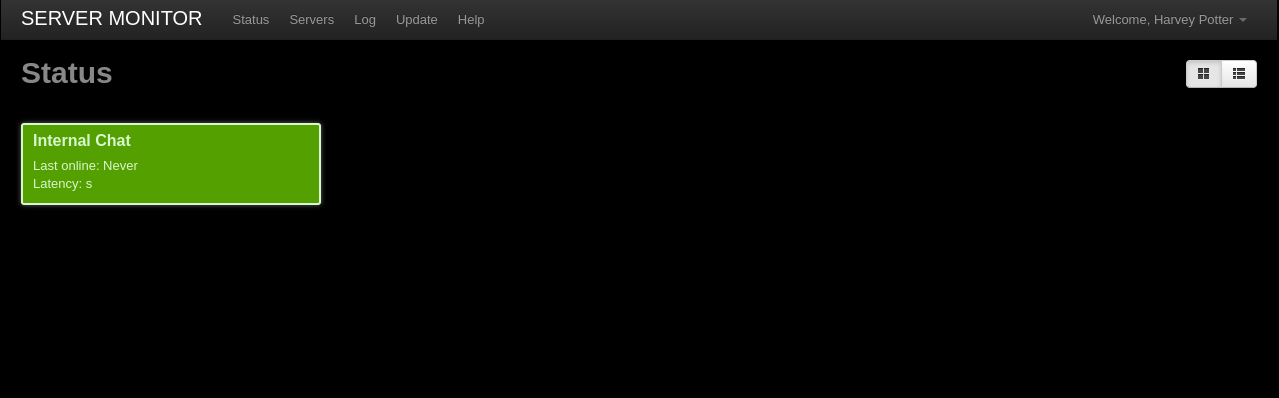 SERVER MONITOR Status Servers Log Update Help Welcome, Harvey Potter
Status
Internal Chat
Last online: Never
Latency: s